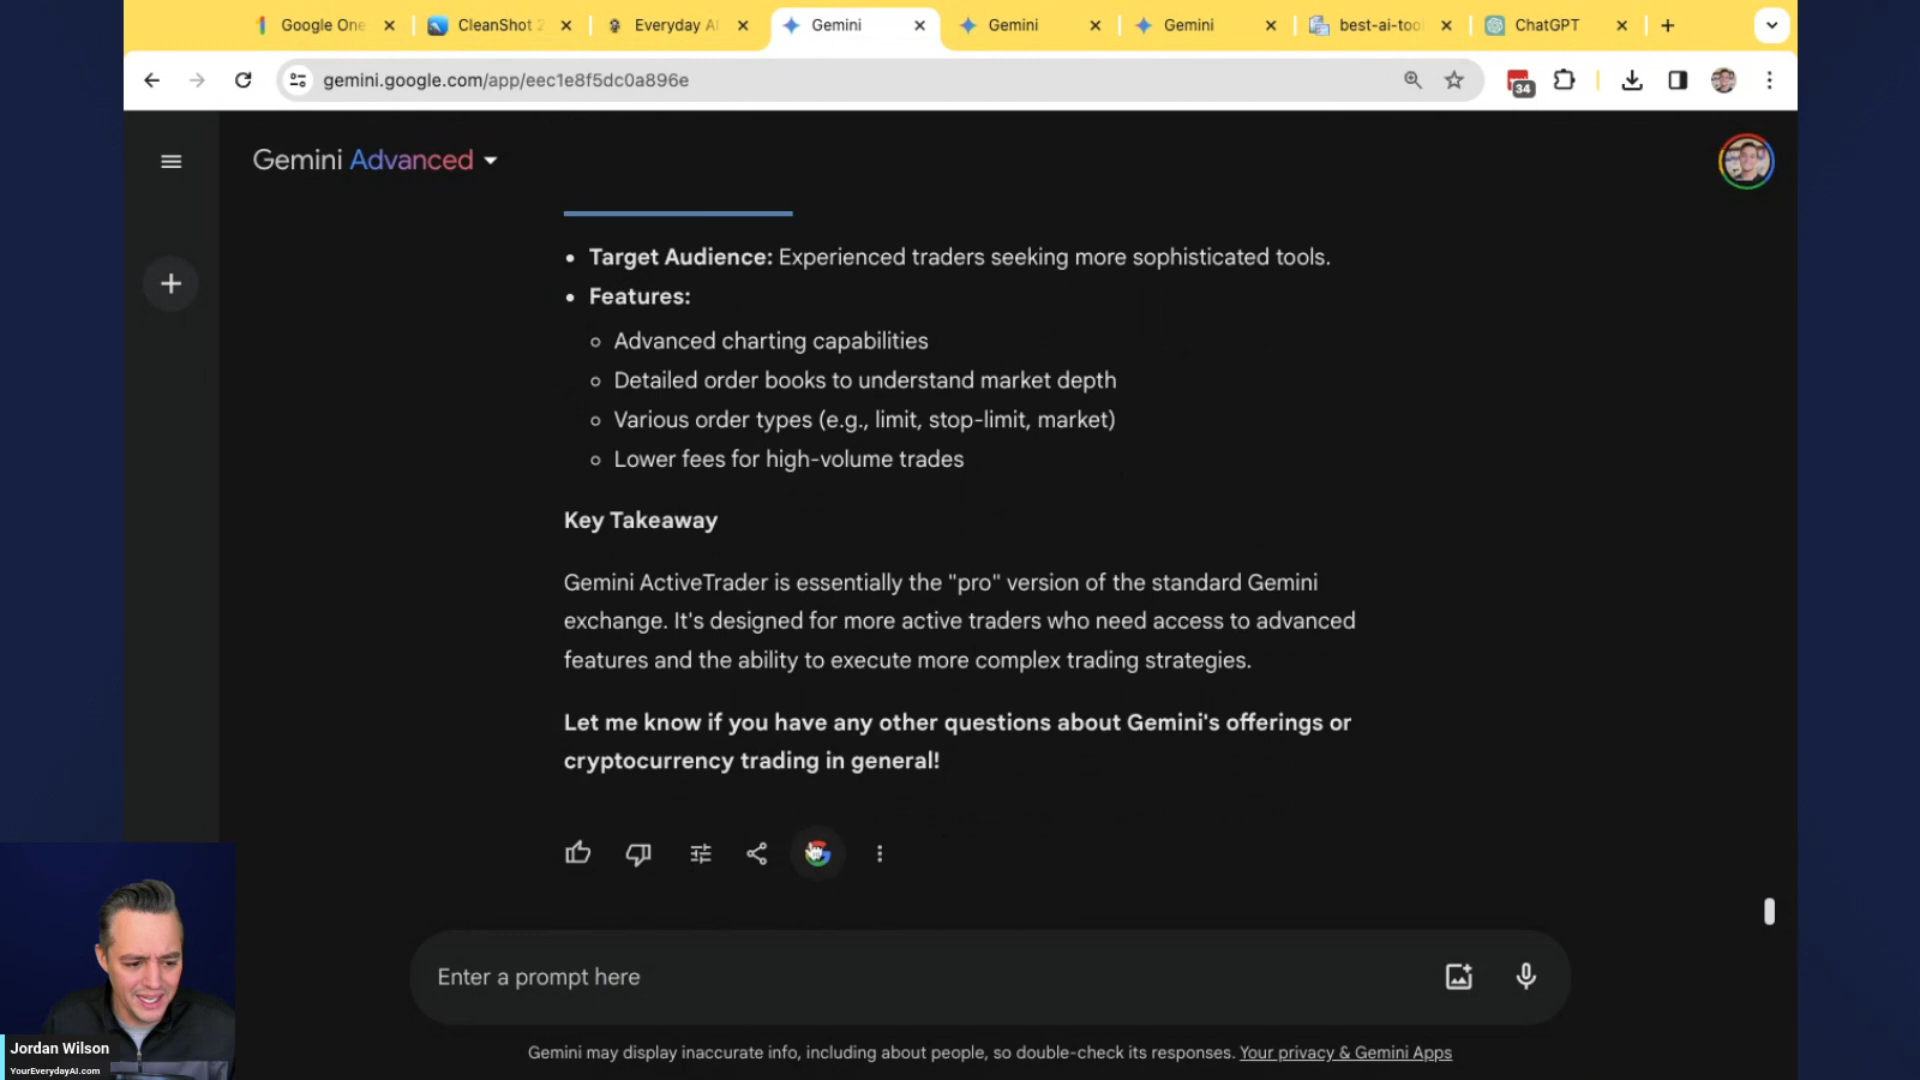 Google One
CleanShot 2
Everyday AI
Gemini
Gemini
Gemini
best-ai-too
ChatGPT
gemini.google.com/app/eec1e8f5dc0a896e
34
Gemini Advanced
Target Audience: Experienced traders seeking more sophisticated tools.
Features:
Advanced charting capabilities
Detailed order books to understand market depth
Various order types (e.g., limit, stop-limit, market)
Lower fees for high-volume trades
Key Takeaway
Gemini ActiveTrader is essentially the "pro" version of the standard Gemini
exchange. It's designed for more active traders who need access to advanced
features and the ability to execute more complex trading strategies.
Let me know if you have any other questions about Gemini's offerings or
cryptocurrency trading in general!
Enter a prompt here
Gemini may display inaccurate info, including about people, so double-check its responses. Your privacy & Gemini Apps
Jordan Wilson
YourEverydayAI.com